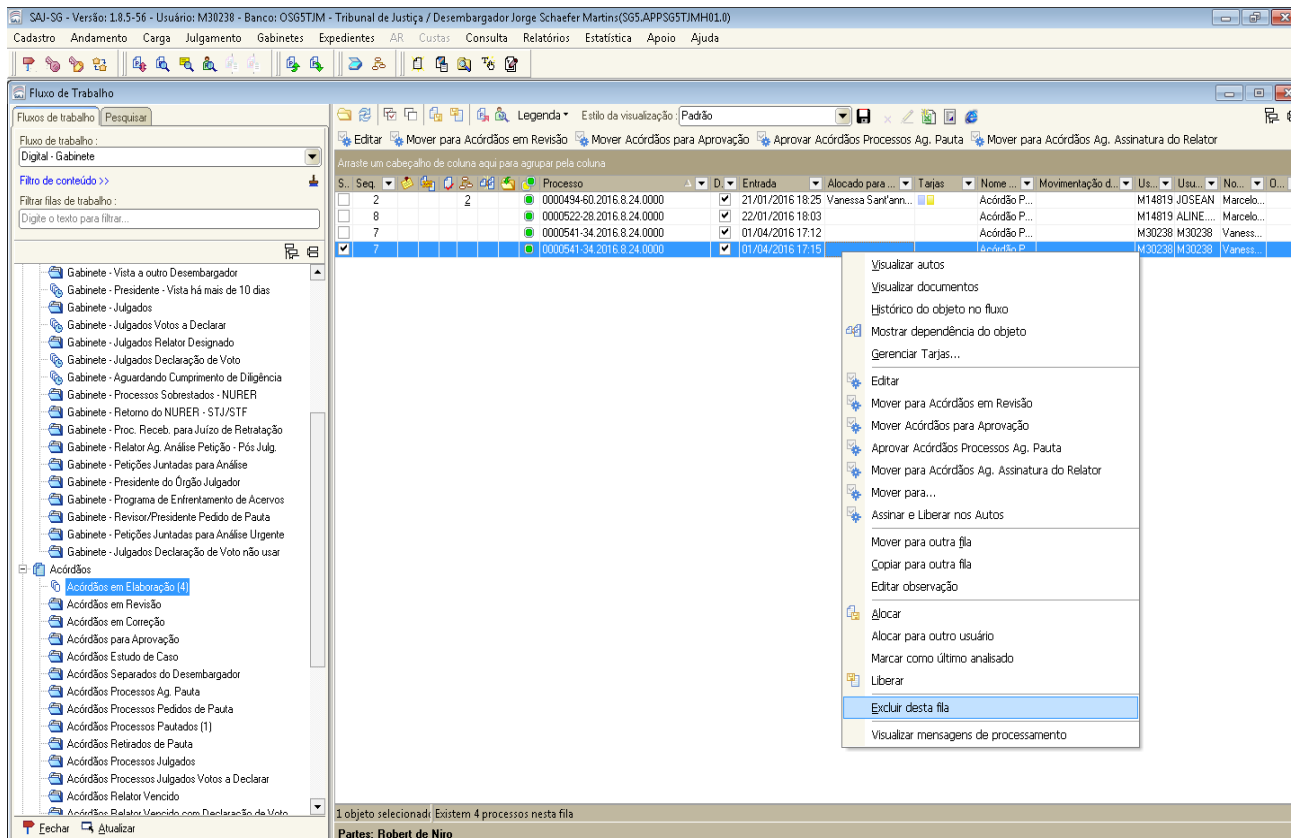 SAJ-SG - Versão: 1.8.5-56 - Usuário: M30238 - Banco: OSG5TJM - Tribunal de Justiça / Desembargador Jorge Schaefer Martins(SG5.APPSG5TJMH01.0)
Cadastro Andamento Carga Julgamento Gabinetes Expedientes AR Custas Consulta Relatórios Estatística Apoio Ajuda
Fluxo de Trabalho
Fluxos de trabalho Pesquisar
Fluxo de trabalho :
Digital - Gabinete
Filtro de conteúdo >>
Filtrar filas de trabalho :
Digite o texto para filtrar...
Gabinete - Vista a outro Desembargador
Gabinete - Presidente - Vista há mais de 10 dias
Gabinete - Julgados
Gabinete - Julgados Votos a Declarar
Gabinete - Julgados Relator Designado
Gabinete - Julgados Declaração de Voto
Gabinete - Aguardando Cumprimento de Diligência
Gabinete - Processos Sobrestados - NURER
Gabinete - Retorno do NURER - STJ/STF
Gabinete - Proc. Receb. para Juízo de Retratação
Gabinete - Relator Ag. Análise Petição - Pós Julg.
Gabinete - Petições Juntadas para Análise
Gabinete - Presidente do Órgão Julgador
Gabinete - Programa de Enfrentamento de Acervos
Gabinete - Revisor/Presidente Pedido de Pauta
Gabinete - Petições Juntadas para Análise Urgente
Gabinete - Julgados Declaração de Voto não usar
Acórdãos
Acórdãos em Elaboração (4)
Acórdãos em Revisão
Acórdãos em Correção
Acórdãos para Aprovação
Acórdãos Estudo de Caso
Acórdãos Separados do Desembargador
Acórdãos Processos Ag. Pauta
Acórdãos Processos Pedidos de Pauta
Acórdãos Processos Pautados (1)
Acórdãos Retirados de Pauta
Acórdãos Processos Julgados
Acórdãos Processos Julgados Votos a Declarar
Acórdãos Relator Vencido
Acórdãos Relator Vencido com Declaração de Voto
Fechar Atualizar
Legenda Estilo da visualização : Padrão
Editar Mover para Acórdãos em Revisão Mover Acórdãos para Aprovação Aprovar Acórdãos Processos Ag. Pauta Mover para Acórdãos Ag. Assinatura do Relator
Arraste um cabeçalho de coluna aqui para agrupar pela coluna
S.. Seq. Processo D. Entrada Alocado para ... Tarjas Nome ... Movimentação d... Us... Usu... No... O...
2 2 0000494-60.2016.8.24.0000 21/01/2016 18:25 Vanessa Sant'ann... Acórdão P... M14819 JOSEAN Marcelo...
8 0000522-28.2016.8.24.0000 22/01/2016 18:03 Acórdão P... M14819 ALINE.... Marcelo...
7 0000541-34.2016.8.24.0000 01/04/2016 17:12 Acórdão P... M30238 M30238 Vaness...
7 0000541-34.2016.8.24.0000 01/04/2016 17:15 Acórdão P... M30238 M30238 Vaness...
Visualizar autos
Visualizar documentos
Histórico do objeto no fluxo
Mostrar dependência do objeto
Gerenciar Tarjas...
Editar
Mover para Acórdãos em Revisão
Mover Acórdãos para Aprovação
Aprovar Acórdãos Processos Ag. Pauta
Mover para Acórdãos Ag. Assinatura do Relator
Mover para...
Assinar e Liberar nos Autos
Mover para outra fila
Copiar para outra fila
Editar observação
Alocar
Alocar para outro usuário
Marcar como último analisado
Liberar
Excluir desta fila
Visualizar mensagens de processamento
1 objeto selecionado Existem 4 processos nesta fila
Partes: Robert de Niro